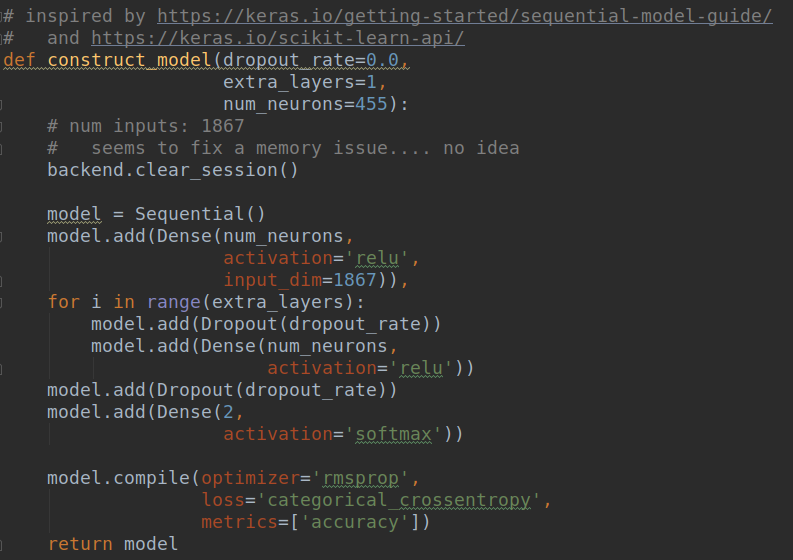 # inspired by https://keras.io/getting-started/sequential-model-guide/
#   and https://keras.io/scikit-learn-api/
def construct_model(dropout_rate=0.0,
                    extra_layers=1,
                    num_neurons=455):
    # num inputs: 1867
    #   seems to fix a memory issue.... no idea
    backend.clear_session()

    model = Sequential()
    model.add(Dense(num_neurons,
                    activation='relu',
                    input_dim=1867)),
    for i in range(extra_layers):
        model.add(Dropout(dropout_rate))
        model.add(Dense(num_neurons,
                        activation='relu'))
    model.add(Dropout(dropout_rate))
    model.add(Dense(2,
                    activation='softmax'))

    model.compile(optimizer='rmsprop',
                  loss='categorical_crossentropy',
                  metrics=['accuracy'])
    return model